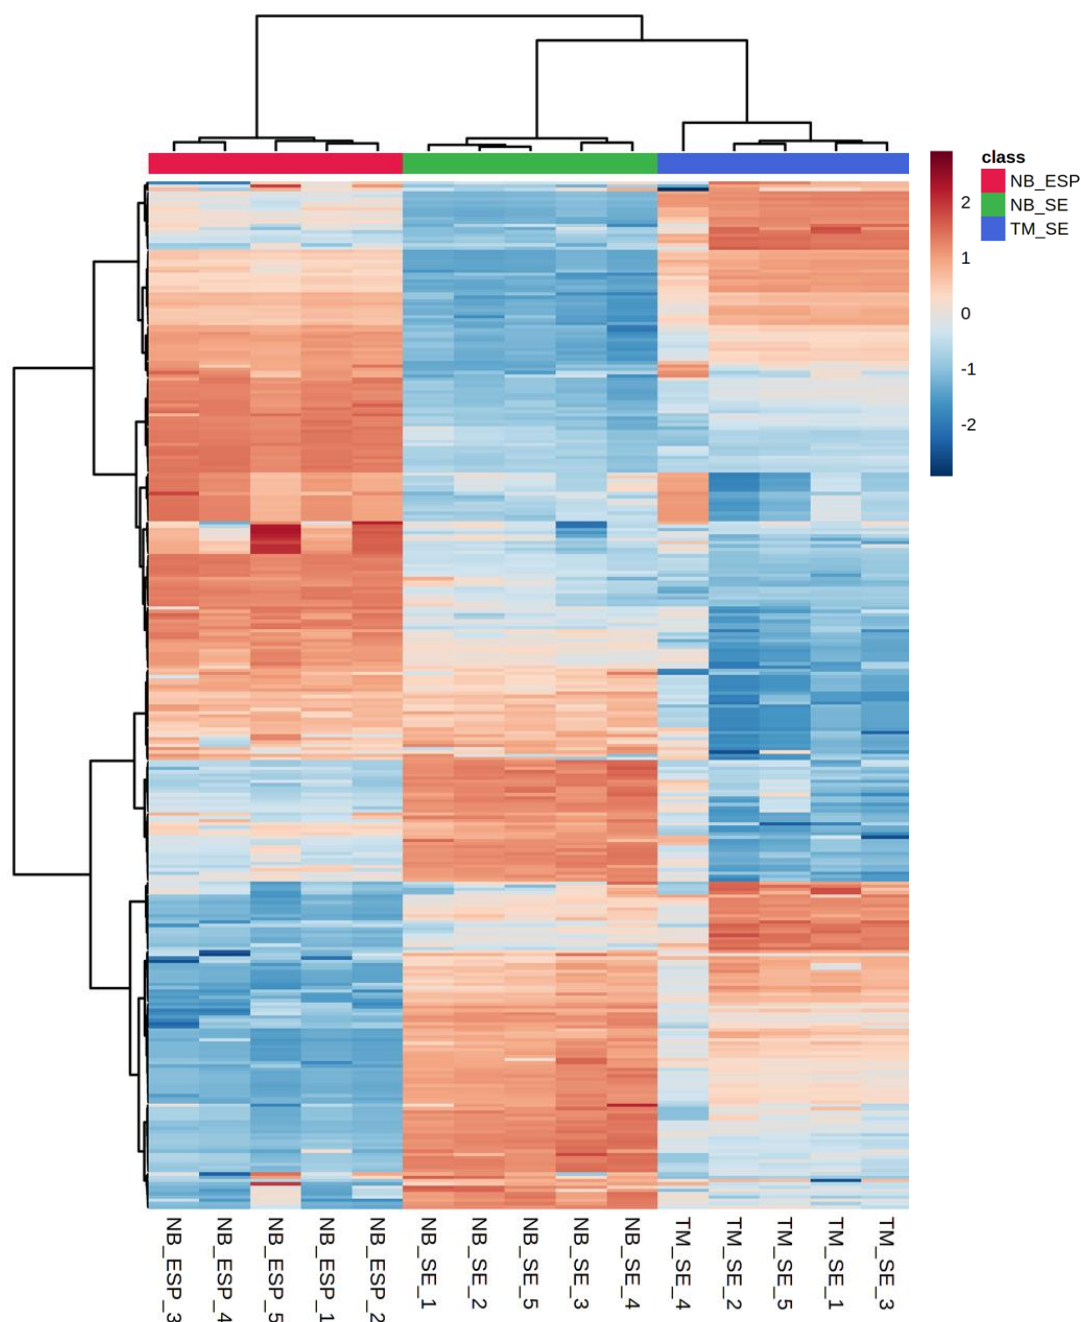 class
NB_ESP
NB_SE
TM_SE
2
1
0
-1
-2
NB_ESP_3
NB_ESP_4
NB_ESP_5
NB_ESP_1
NB_ESP_2
NB_SE_1
NB_SE_2
NB_SE_5
NB_SE_3
NB_SE_4
TM_SE_4
TM_SE_2
TM_SE_5
TM_SE_1
TM_SE_3